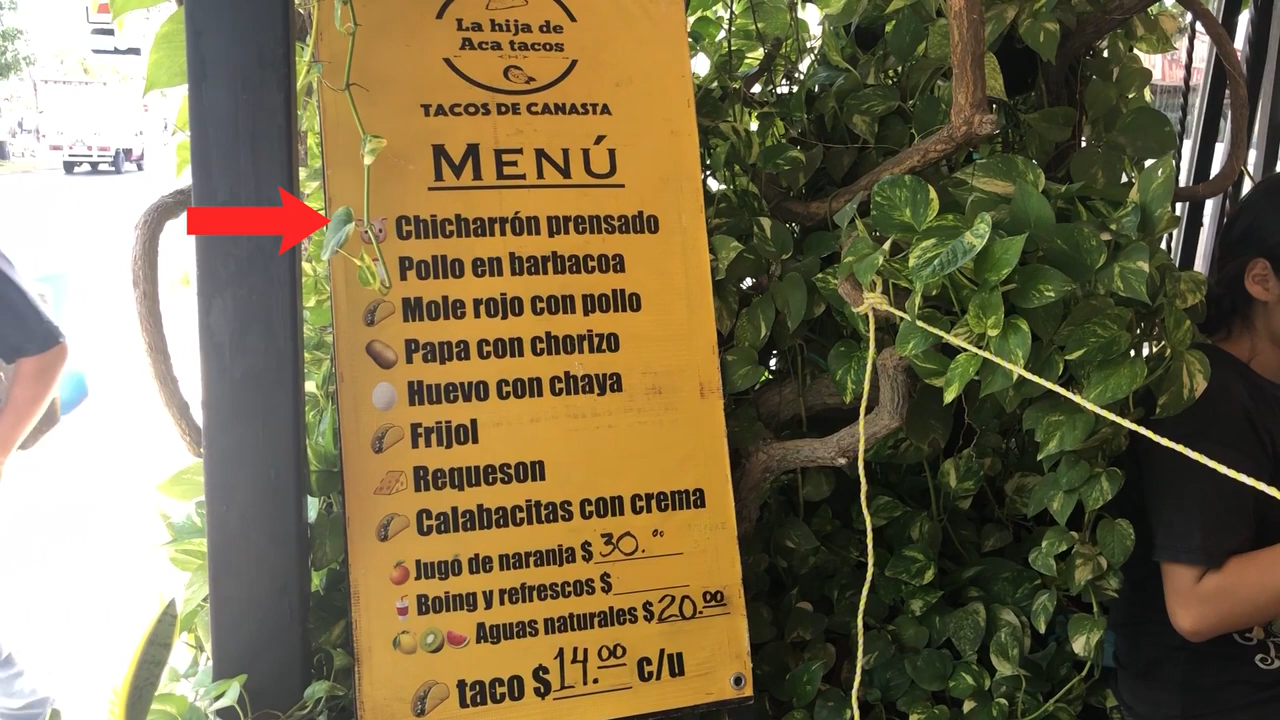 La hija de
Aca tacos
TACOS DE CANASTA
MENÚ
Chicharrón prensado
Pollo en barbacoa
Mole rojo con pollo
Papa con chorizo
Huevo con chaya
Frijol
Requeson
Calabacitas con crema
Jugo de naranja $30.00
Boing y refrescos $
Aguas naturales $20.00
taco $14.00 c/u